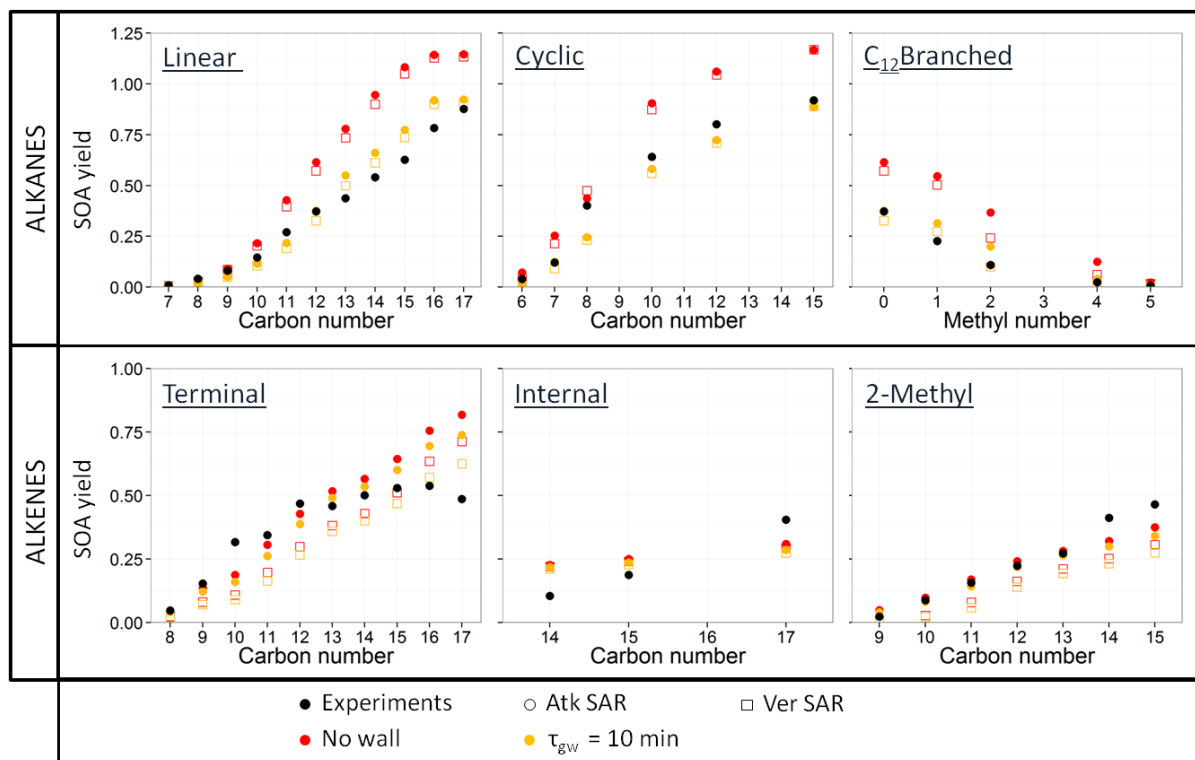 ALKANES
SOA yield
Linear
1.25
1.00
0.75
0.50
0.25
0.00
7 8 9 10 11 12 13 14 15 16 17
Carbon number
Cyclic
6 7 8 9 10 11 12 13 14 15
Carbon number
C12Branched
0 1 2 3 4 5
Methyl number
ALKENES
SOA yield
Terminal
1.00
0.75
0.50
0.25
0.00
8 9 10 11 12 13 14 15 16 17
Carbon number
Internal
14 15 16 17
Carbon number
2-Methyl
9 10 11 12 13 14 15
Carbon number
Experiments Atk SAR Ver SAR
No wall τgw = 10 min